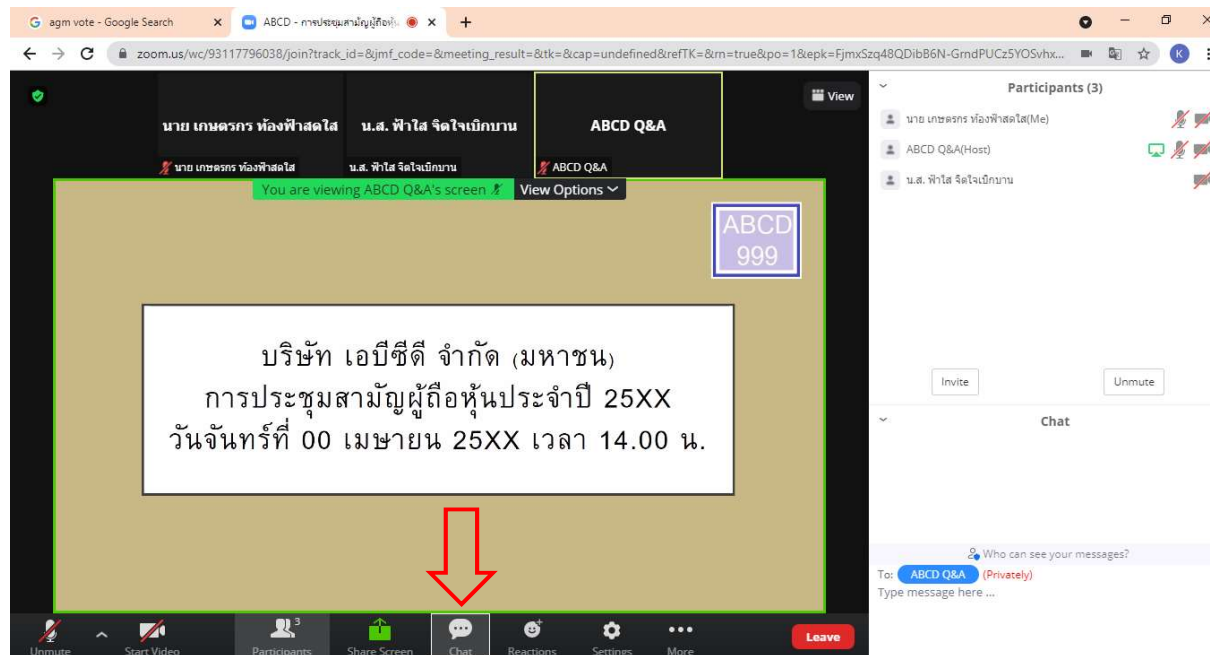 agm vote - Google Search
ABCD - การประชุมสามัญผู้ถือหุ้น
zoom.us/wc/93117796038/join?track_id=&jmf_code=&meeting_result=&tk=&cap=undefined&refTK=&rn=true&po=1&epk=FjmxSzq48QDibB6N-GrndPUCz5YOSvhx...
K
View
นาย เกษตรกร ท้องฟ้าสดใส
น.ส. ฟ้าใส จิตใจเบิกบาน
ABCD Q&A
นาย เกษตรกร ท้องฟ้าสดใส
น.ส. ฟ้าใส จิตใจเบิกบาน
ABCD Q&A
You are viewing ABCD Q&A's screen
View Options
ABCD
999
บริษัท เอบีซีดี จำกัด (มหาชน)
การประชุมสามัญผู้ถือหุ้นประจำปี 25XX
วันจันทร์ที่ 00 เมษายน 25XX เวลา 14.00 น.
Unmute
Start Video
3
Participants
Share Screen
Chat
Reactions
Settings
More
Leave
Participants (3)
นาย เกษตรกร ท้องฟ้าสดใส(Me)
ABCD Q&A(Host)
น.ส. ฟ้าใส จิตใจเบิกบาน
Invite
Unmute
Chat
Who can see your messages?
To: ABCD Q&A (Privately)
Type message here ...